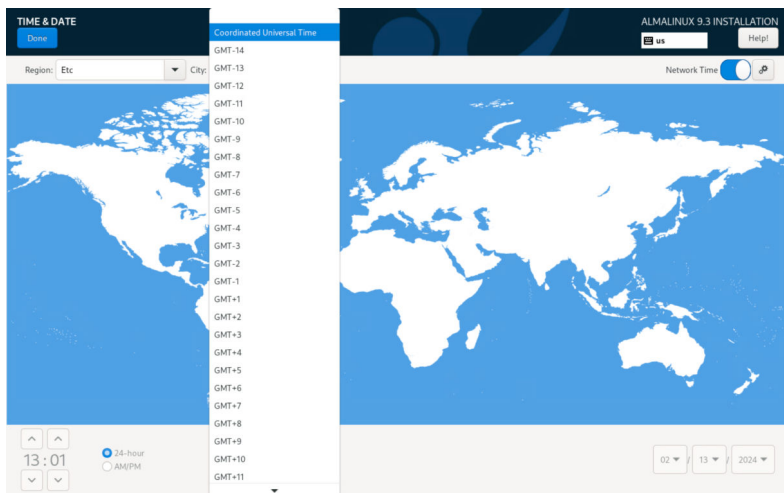 TIME & DATE
ALMALINUX 9.3 INSTALLATION
Done
us
Help!
Region:
Etc
City:
Network Time
Coordinated Universal Time
GMT-14
GMT-13
GMT-12
GMT-11
GMT-10
GMT-9
GMT-8
GMT-7
GMT-6
GMT-5
GMT-4
GMT-3
GMT-2
GMT-1
GMT+1
GMT+2
GMT+3
GMT+4
GMT+5
GMT+6
GMT+7
GMT+8
GMT+9
GMT+10
GMT+11
13:01
24-hour
AM/PM
02 / 13 / 2024